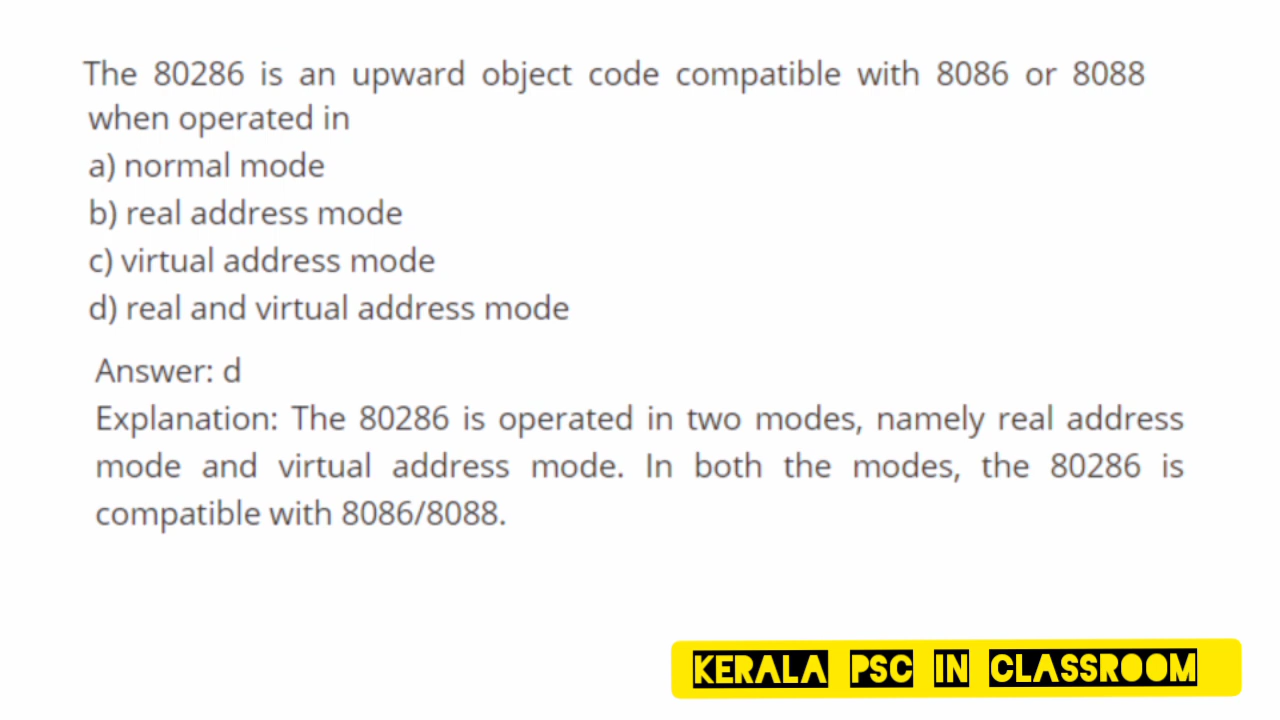 The 80286 is an upward object code compatible with 8086 or 8088
when operated in
a) normal mode
b) real address mode
c) virtual address mode
d) real and virtual address mode
Answer: d
Explanation: The 80286 is operated in two modes, namely real address
mode and virtual address mode. In both the modes, the 80286 is
compatible with 8086/8088.
KERALA PSC IN CLASSROOM